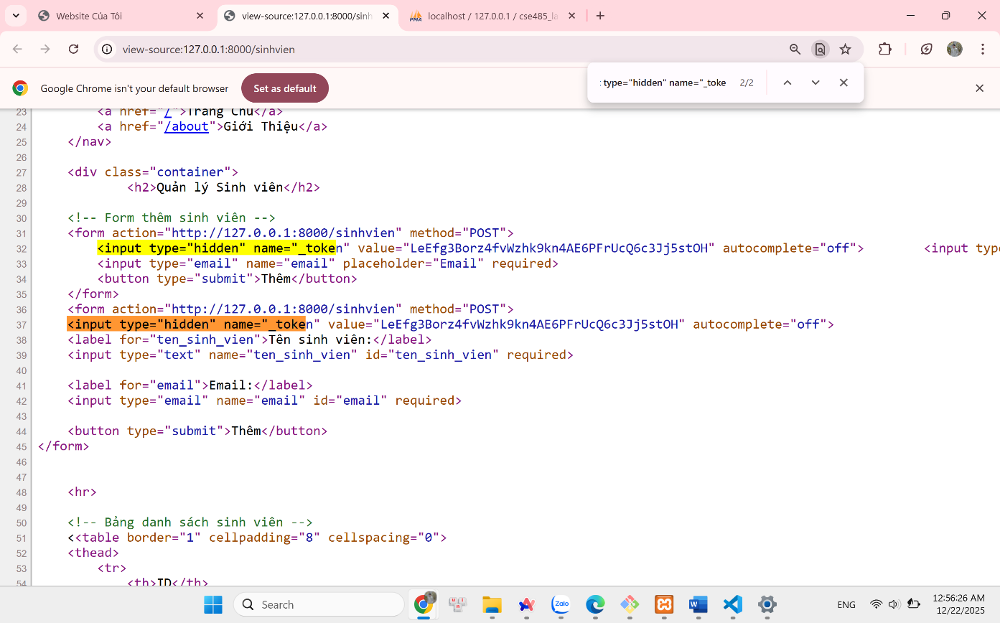 Website Của Tôi
view-source:127.0.0.1:8000/sinh
PMA
localhost / 127.0.0.1 / cse485_la
view-source:127.0.0.1:8000/sinhvien
Google Chrome isn't your default browser
Set as default
type="hidden" name="_toke
2/2
23 <a href="/">Trang Chủ</a>
24 <a href="/about">Giới Thiệu</a>
25 </nav>
26
27 <div class="container">
28 <h2>Quản lý Sinh viên</h2>
29
30 <!-- Form thêm sinh viên -->
31 <form action="http://127.0.0.1:8000/sinhvien" method="POST">
32 <input type="hidden" name="_token" value="LeEfg3Borz4fvWzhk9kn4AE6PFrUcQ6c3Jj5stOH" autocomplete="off"> <input type
33 <input type="email" name="email" placeholder="Email" required>
34 <button type="submit">Thêm</button>
35 </form>
36 <form action="http://127.0.0.1:8000/sinhvien" method="POST">
37 <input type="hidden" name="_token" value="LeEfg3Borz4fvWzhk9kn4AE6PFrUcQ6c3Jj5stOH" autocomplete="off">
38 <label for="ten_sinh_vien">Tên sinh viên:</label>
39 <input type="text" name="ten_sinh_vien" id="ten_sinh_vien" required>
40
41 <label for="email">Email:</label>
42 <input type="email" name="email" id="email" required>
43
44 <button type="submit">Thêm</button>
45 </form>
46
47
48 <hr>
49
50 <!-- Bảng danh sách sinh viên -->
51 <<table border="1" cellpadding="8" cellspacing="0">
52 <thead>
53 <tr>
54 <th>ID</th>
Search
Zalo
ENG
12:56:26 AM
12/22/2025